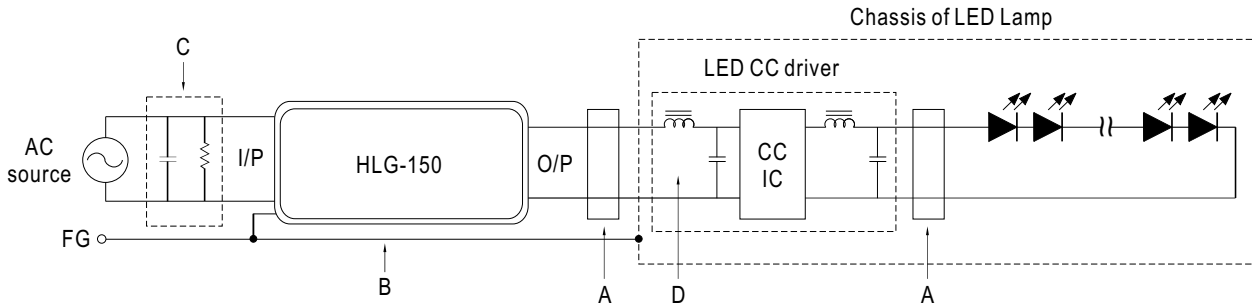 Chassis of LED Lamp
C
LED CC driver
AC
source
I/P
HLG-150
O/P
CC
IC
FG
B
A
D
A